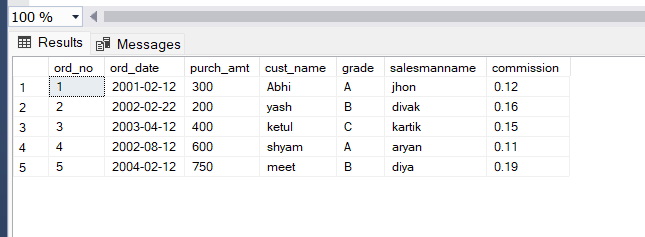 100 %
Results Messages
ord_no ord_date purch_amt cust_name grade salesmanname commission
1 1 2001-02-12 300 Abhi A jhon 0.12
2 2 2002-02-22 200 yash B divak 0.16
3 3 2003-04-12 400 ketul C kartik 0.15
4 4 2002-08-12 600 shyam A aryan 0.11
5 5 2004-02-12 750 meet B diya 0.19